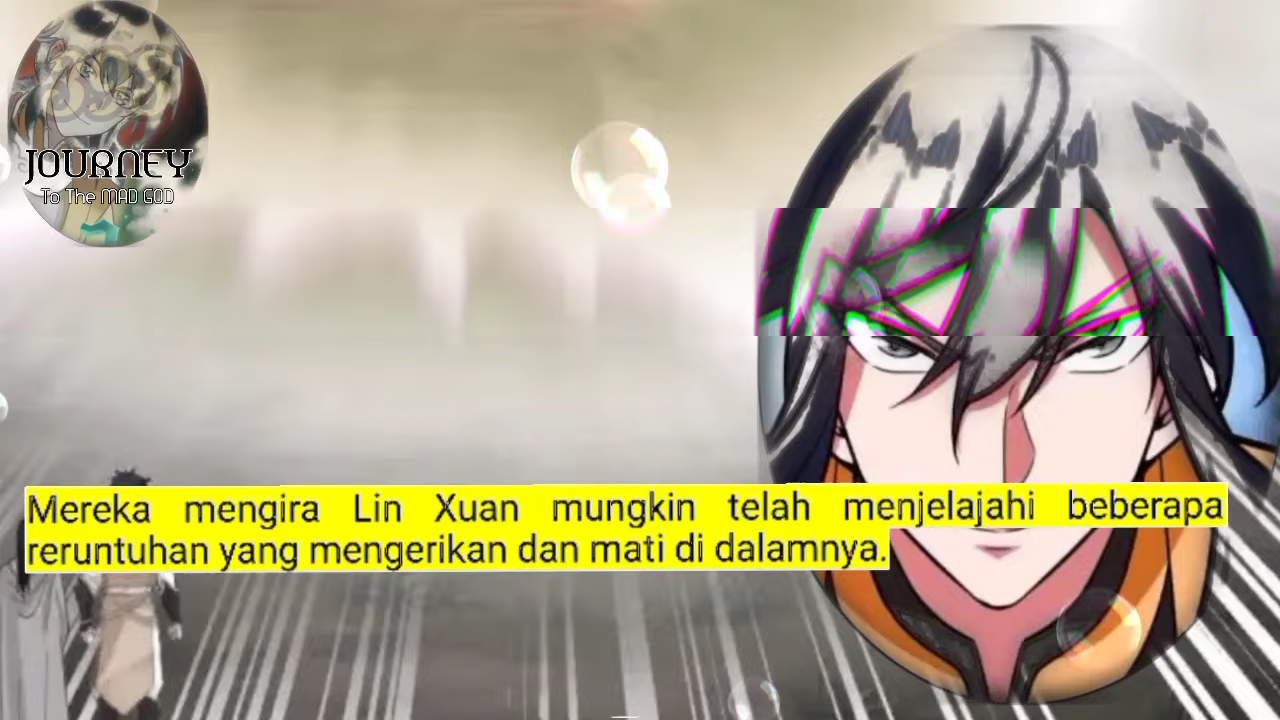 JOURNEY
To The MAD GOD
Mereka mengira Lin Xuan mungkin telah menjelajahi beberapa
reruntuhan yang mengerikan dan mati di dalamnya.